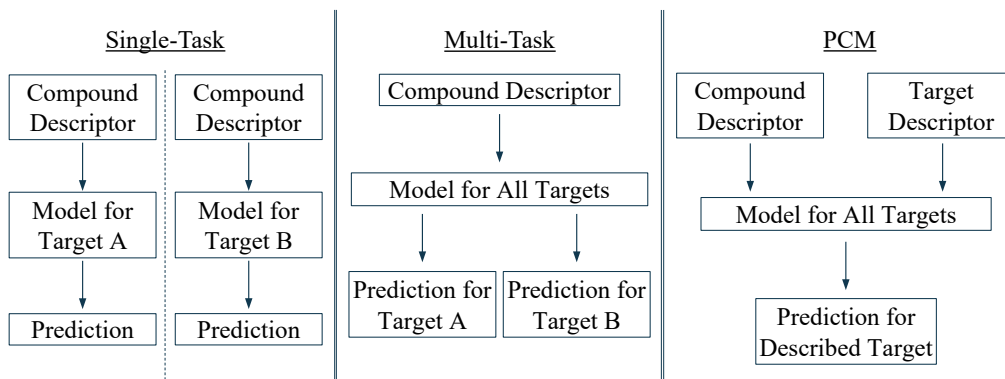 Single-Task
Compound
Descriptor
Model for
Target A
Prediction
Compound
Descriptor
Model for
Target B
Prediction
Multi-Task
Compound Descriptor
Model for All Targets
Prediction for
Target A
Prediction for
Target B
PCM
Compound
Descriptor
Target
Descriptor
Model for All Targets
Prediction for
Described Target